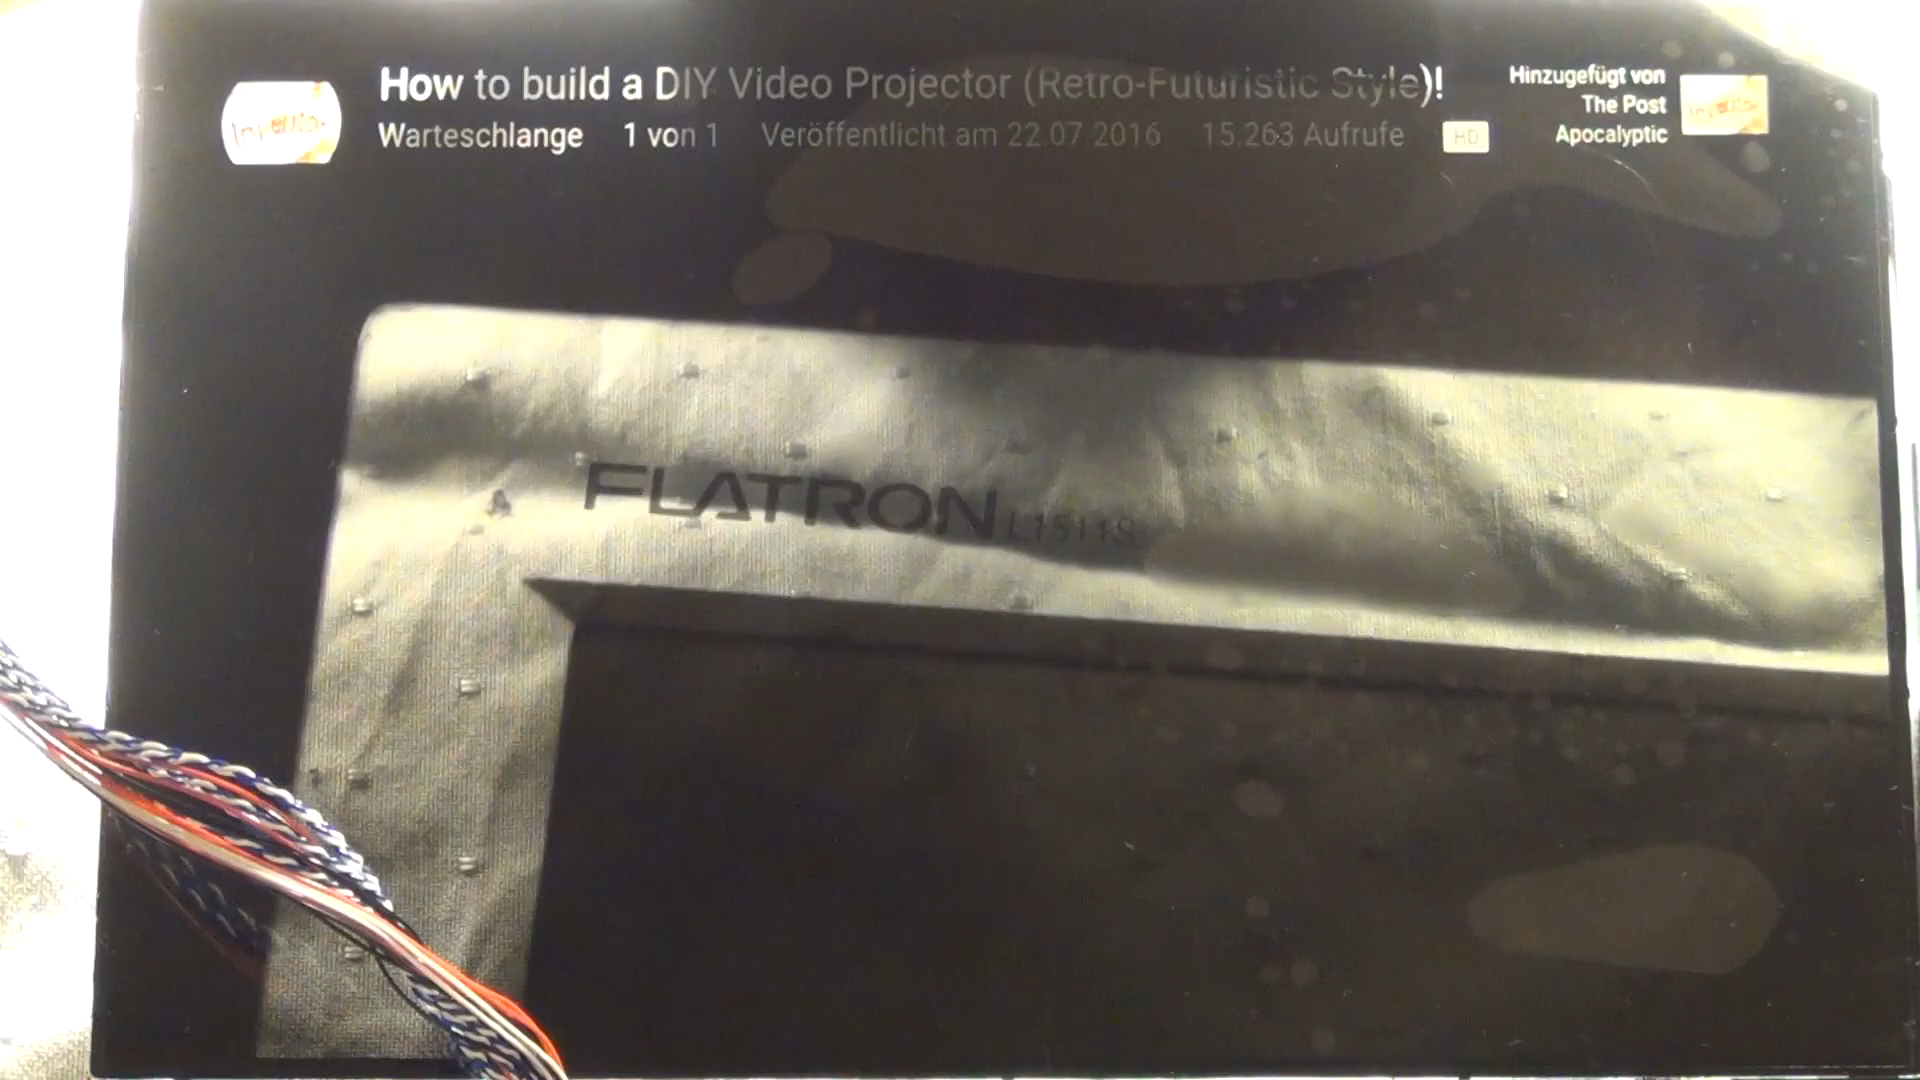 How to build a DIY Video Projector (Retro-Futuristic Style)!
Warteschlange 1 von 1 Veröffentlicht am 22.07.2016 15.263 Aufrufe HD
Hinzugefügt von
The Post
Apocalyptic
FLATRON L1511S